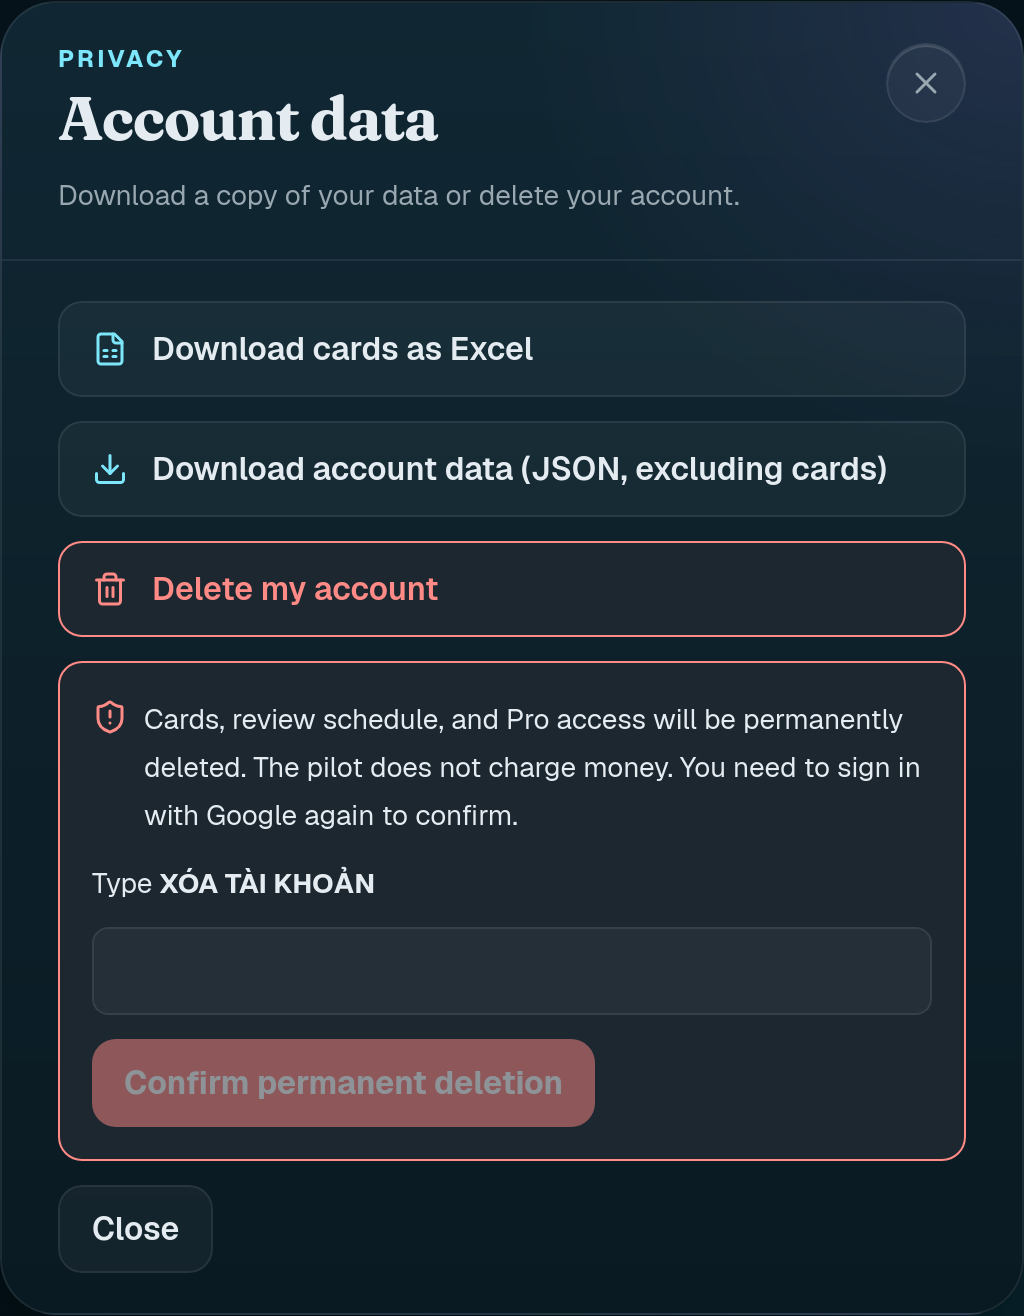 PRIVACY
Account data
Download a copy of your data or delete your account.
Download cards as Excel
Download account data (JSON, excluding cards)
Delete my account
Cards, review schedule, and Pro access will be permanently
deleted. The pilot does not charge money. You need to sign in
with Google again to confirm.
Type XÓA TÀI KHOẢN
Confirm permanent deletion
Close